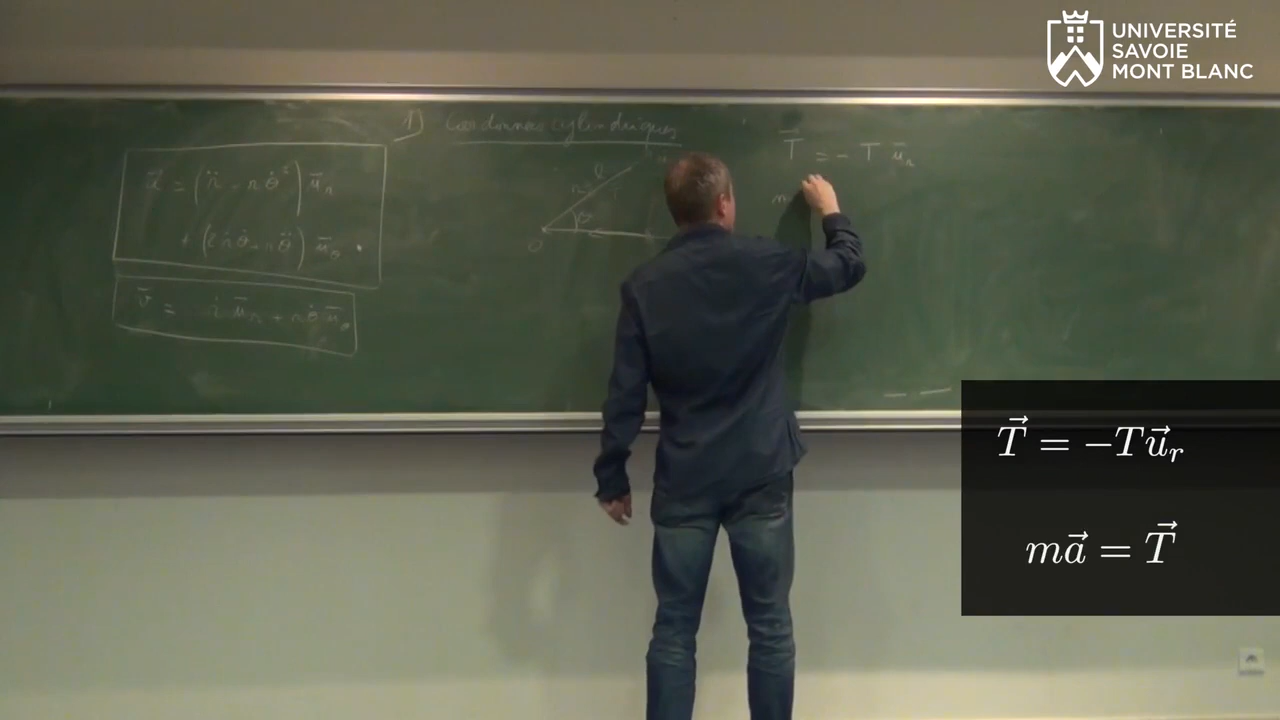 UNIVERSITÉ
SAVOIE
MONT BLANC
1) Coordonnées cylindriques
a⃗ = (r̈ - rθ̇²) u⃗r
+ (2ṙθ̇ + rθ̈) u⃗θ
v⃗ = ṙ u⃗r + rθ̇ u⃗θ
θ
O
T⃗ = - T u⃗r
m
T⃗ = −Tu⃗r
ma⃗ = T⃗